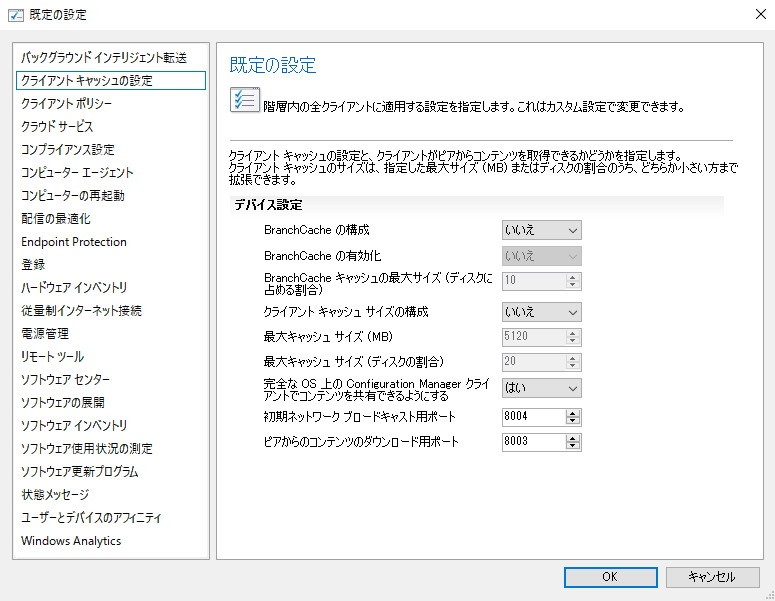 既定の設定
バックグラウンド インテリジェント転送
クライアント キャッシュの設定
クライアント ポリシー
クラウド サービス
コンプライアンス設定
コンピューター エージェント
コンピューターの再起動
配信の最適化
Endpoint Protection
登録
ハードウェア インベントリ
従量制インターネット接続
電源管理
リモート ツール
ソフトウェア センター
ソフトウェアの展開
ソフトウェア インベントリ
ソフトウェア使用状況の測定
ソフトウェア更新プログラム
状態メッセージ
ユーザーとデバイスのアフィニティ
Windows Analytics
既定の設定
階層内の全クライアントに適用する設定を指定します。これはカスタム設定で変更できます。
クライアント キャッシュの設定と、クライアントがピアからコンテンツを取得できるかどうかを指定します。
クライアント キャッシュのサイズは、指定した最大サイズ (MB) またはディスクの割合のうち、どちらか小さい方まで
拡張できます。
デバイス設定
BranchCache の構成 いいえ
BranchCache の有効化 いいえ
BranchCache キャッシュの最大サイズ (ディスクに
占める割合) 10
クライアント キャッシュ サイズの構成 いいえ
最大キャッシュ サイズ (MB) 5120
最大キャッシュ サイズ (ディスクの割合) 20
完全な OS 上の Configuration Manager クライ
アントでコンテンツを共有できるようにする はい
初期ネットワーク ブロードキャスト用ポート 8004
ピアからのコンテンツのダウンロード用ポート 8003
OK キャンセル